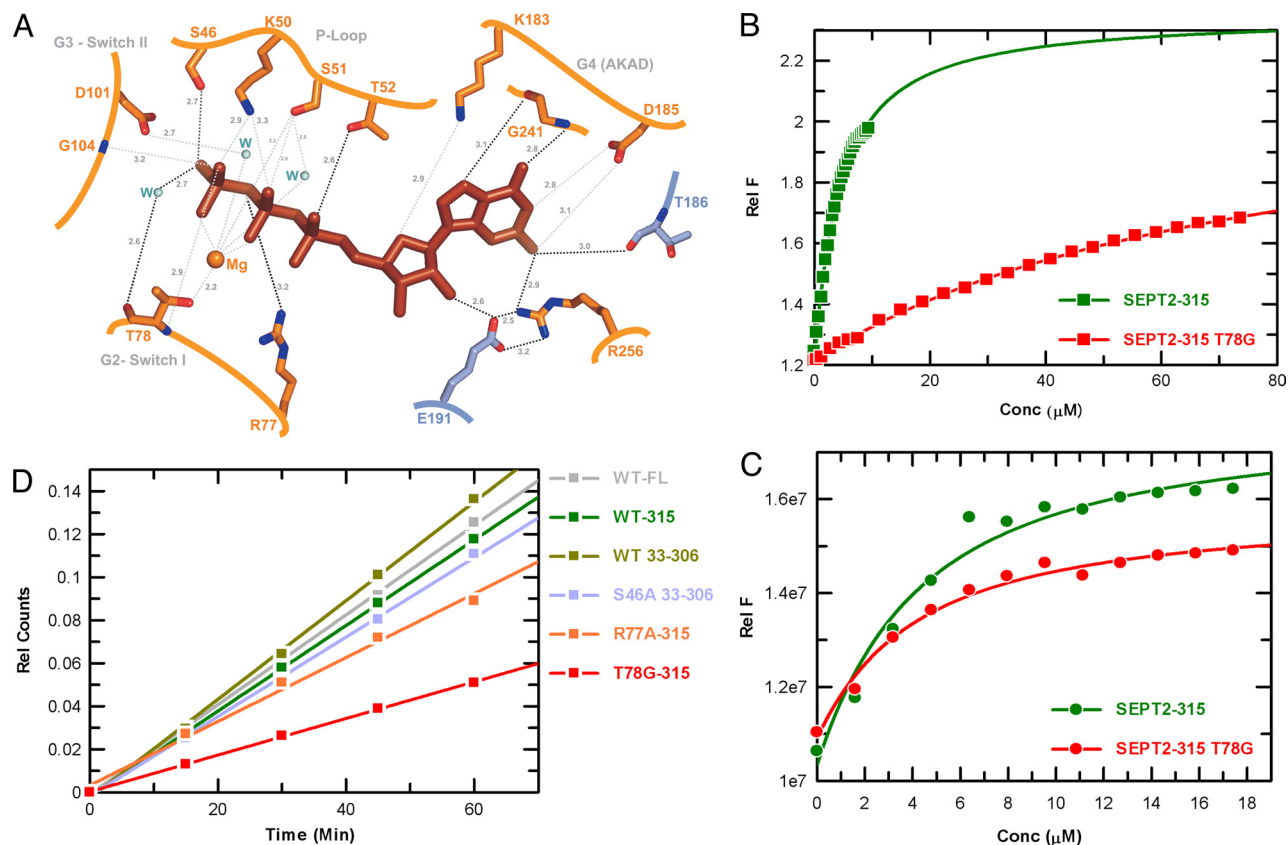 A
G3 - Switch II
S46
K50
P-Loop
S51
T52
K183
G4 (AKAD)
D101
G104
G241
D185
2.7
2.9
3.3
2.7
3.2
W
2.7
W
W
2.6
2.6
2.9
3.1
2.8
2.8
3.1
T186
3.0
Mg
2.9
2.2
3.2
2.9
2.6
2.5
3.2
T78
G2- Switch I
R77
R256
E191
B
Rel F
2.2
2
1.8
1.6
1.4
1.2
0
20
40
60
80
Conc (µM)
SEPT2-315
SEPT2-315 T78G
C
Rel F
1.6e7
1.4e7
1.2e7
1e7
0
2
4
6
8
10
12
14
16
18
Conc (µM)
SEPT2-315
SEPT2-315 T78G
D
Rel Counts
0.14
0.12
0.1
0.08
0.06
0.04
0.02
0
0
20
40
60
Time (Min)
WT-FL
WT-315
WT 33-306
S46A 33-306
R77A-315
T78G-315